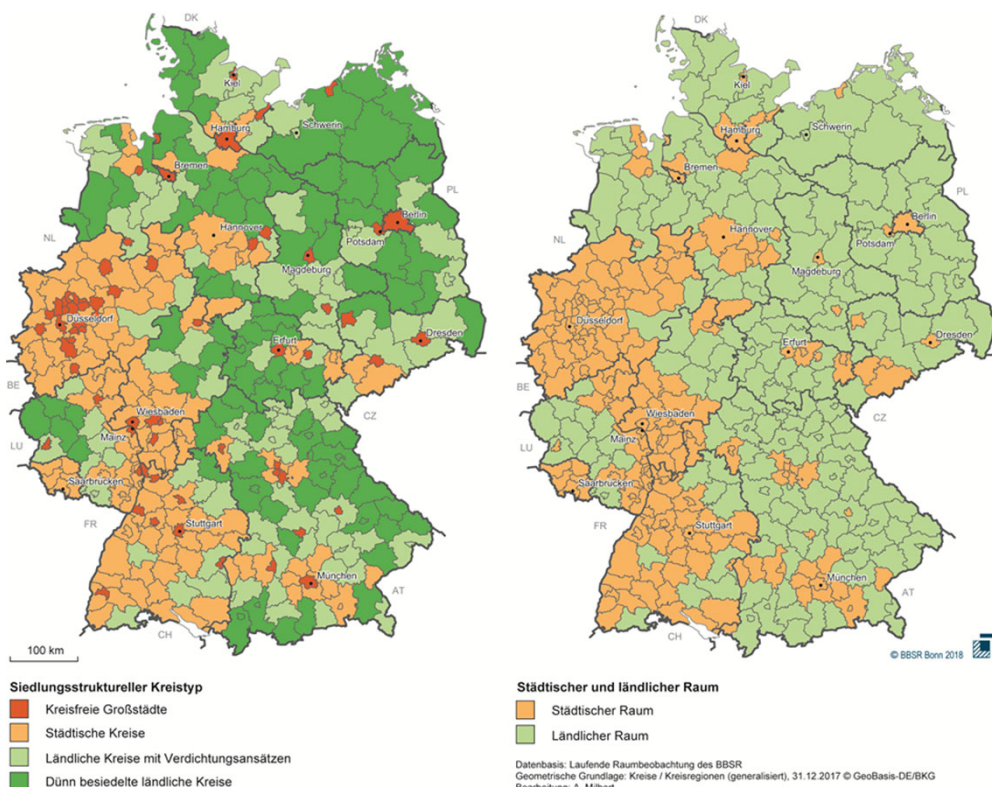 DK
Kiel
Hamburg
Schwerin
Bremen
PL
Berlin
Hannover
Potsdam
NL
Magdeburg
Düsseldorf
Dresden
Erfurt
BE
Wiesbaden
CZ
Mainz
LU
Saarbrücken
FR
Stuttgart
München
AT
CH
100 km
Siedlungsstruktureller Kreistyp
Kreisfreie Großstädte
Städtische Kreise
Ländliche Kreise mit Verdichtungsansätzen
Dünn besiedelte ländliche Kreise
DK
Kiel
Hamburg
Schwerin
Bremen
PL
Berlin
Hannover
Potsdam
NL
Magdeburg
Düsseldorf
Dresden
Erfurt
BE
Wiesbaden
CZ
Mainz
LU
Saarbrücken
FR
Stuttgart
München
AT
CH
© BBSR Bonn 2018
Städtischer und ländlicher Raum
Städtischer Raum
Ländlicher Raum
Datenbasis: Laufende Raumbeobachtung des BBSR
Geometrische Grundlage: Kreise / Kreisregionen (generalisiert), 31.12.2017 © GeoBasis-DE/BKG
Bearbeitung: A. Milbert